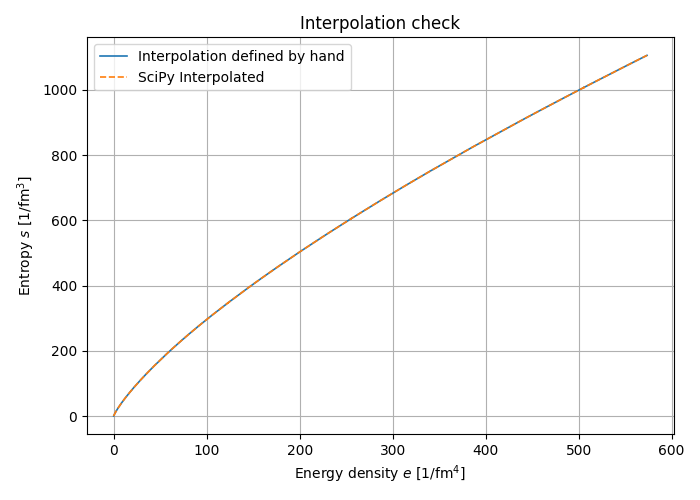 Interpolation check
Interpolation defined by hand
SciPy Interpolated
1000
800
600
400
200
0
Entropy s [1/fm³]
0 100 200 300 400 500 600
Energy density e [1/fm⁴]